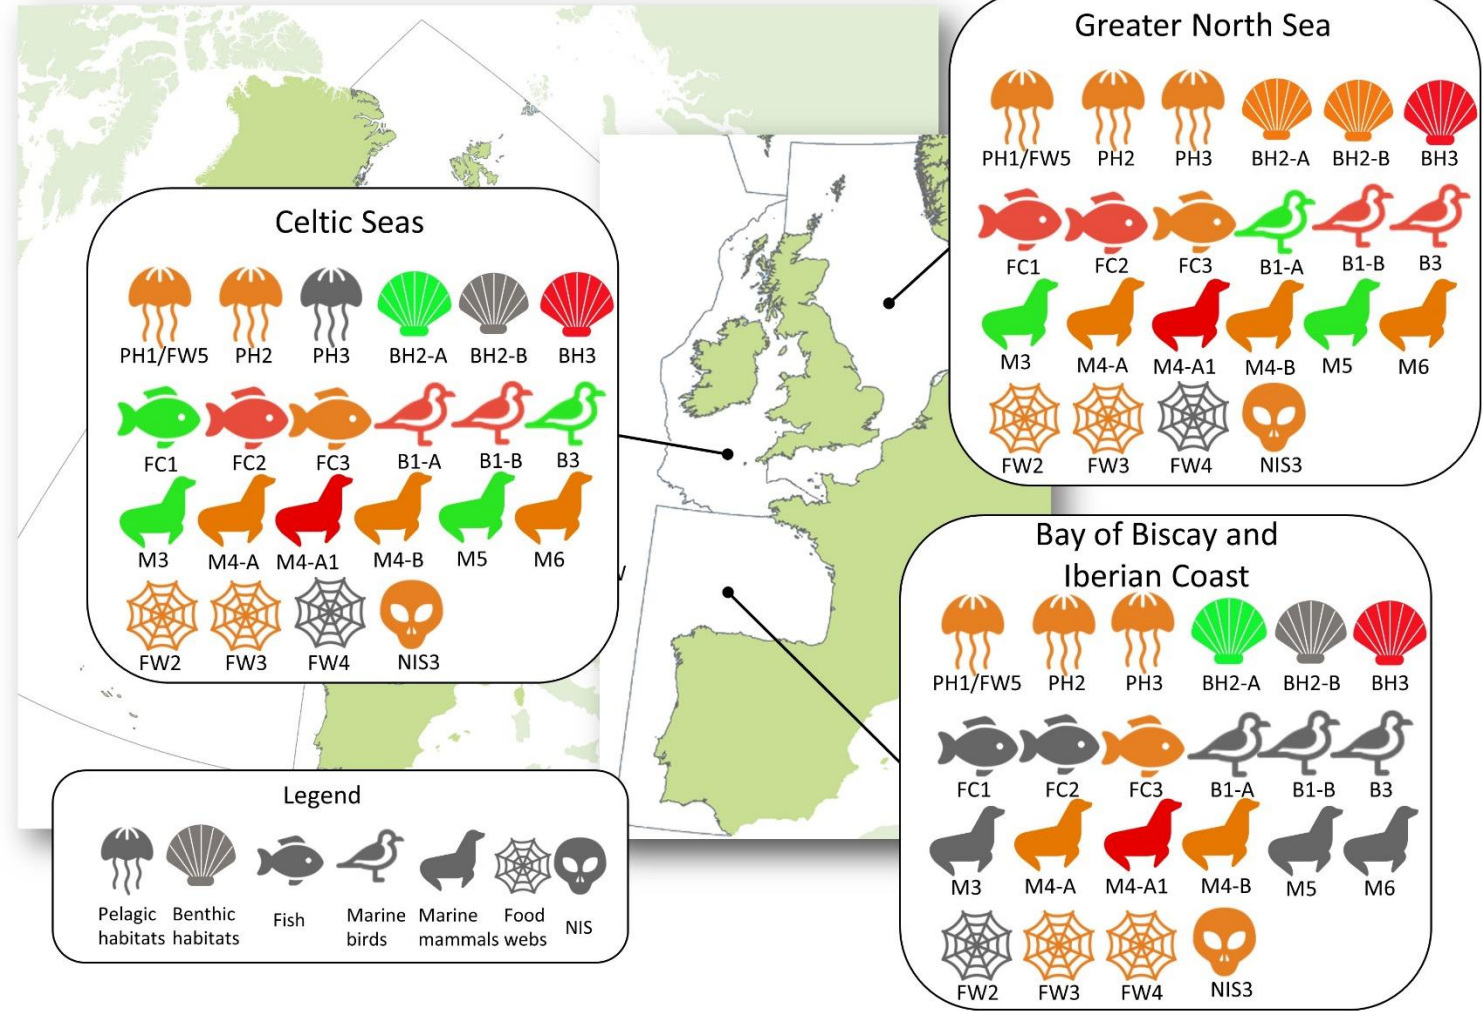 Greater North Sea
PH1/FW5 PH2 PH3 BH2-A BH2-B BH3
FC1 FC2 FC3 B1-A B1-B B3
M3 M4-A M4-A1 M4-B M5 M6
FW2 FW3 FW4 NIS3
Celtic Seas
PH1/FW5 PH2 PH3 BH2-A BH2-B BH3
FC1 FC2 FC3 B1-A B1-B B3
M3 M4-A M4-A1 M4-B M5 M6
FW2 FW3 FW4 NIS3
Bay of Biscay and
Iberian Coast
PH1/FW5 PH2 PH3 BH2-A BH2-B BH3
FC1 FC2 FC3 B1-A B1-B B3
M3 M4-A M4-A1 M4-B M5 M6
FW2 FW3 FW4 NIS3
Legend
Pelagic habitats
Benthic habitats
Fish
Marine birds
Marine mammals
Food webs
NIS